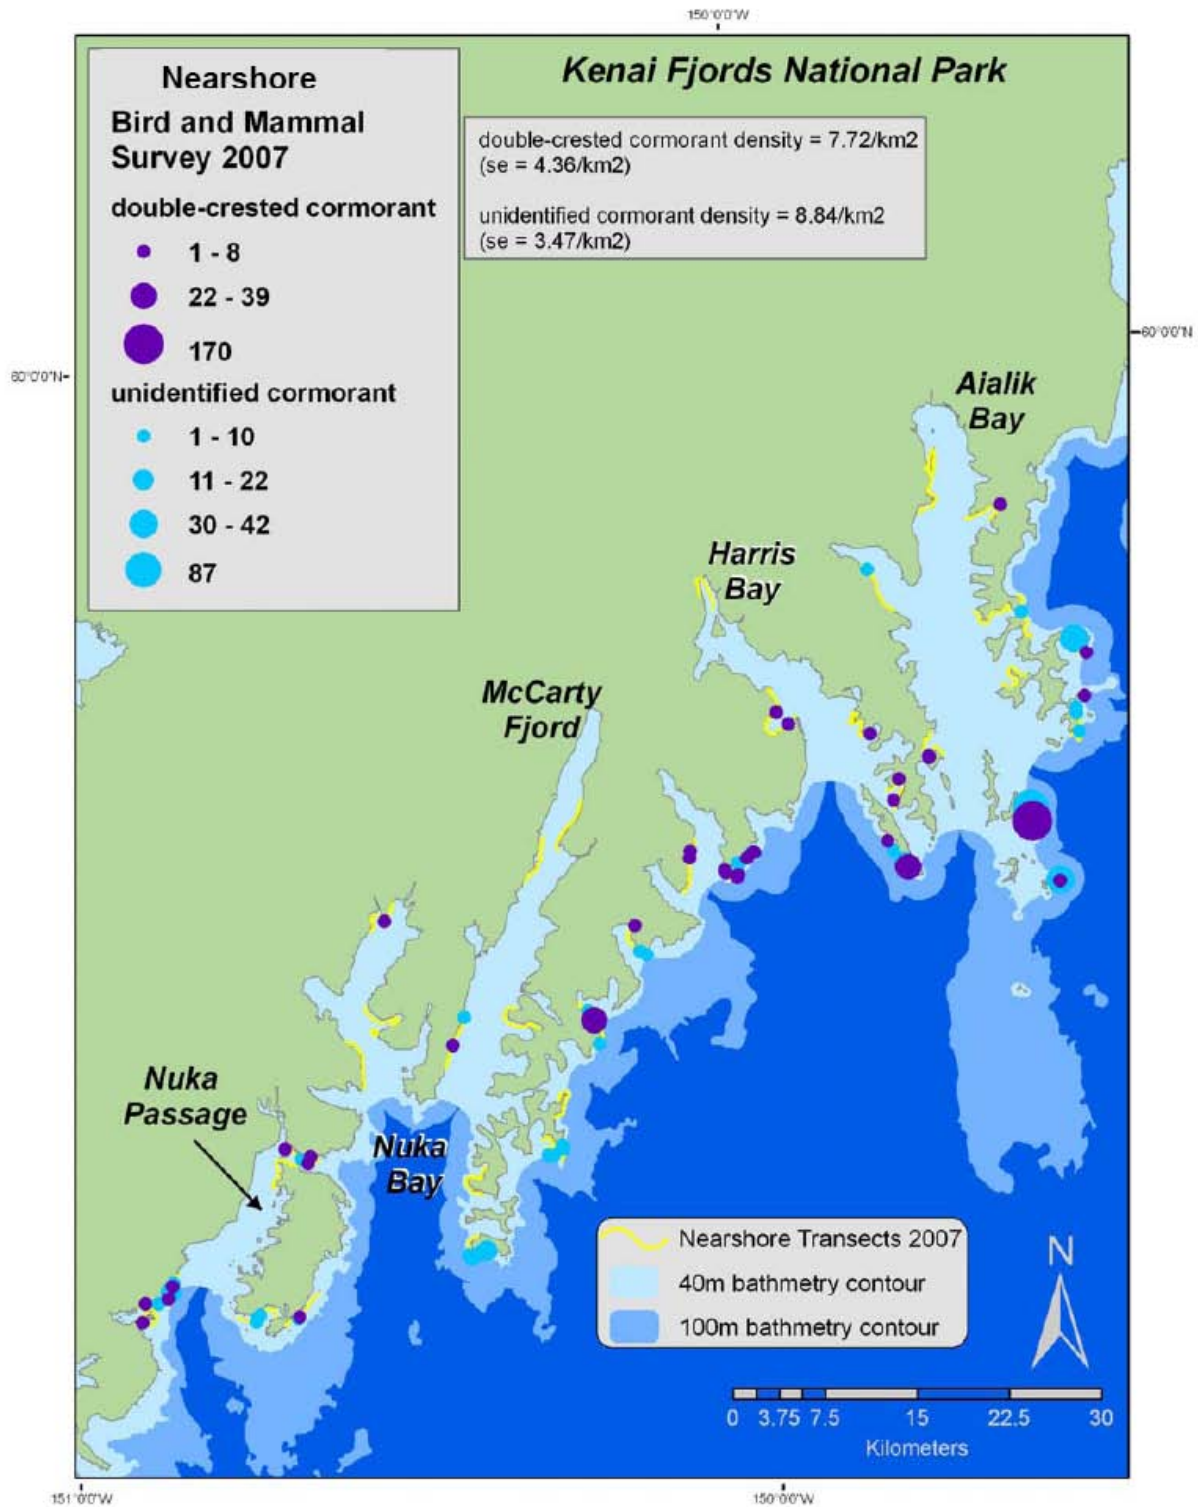 150°0'0"W
Kenai Fjords National Park
Nearshore
Bird and Mammal
Survey 2007
double-crested cormorant
1 - 8
22 - 39
170
unidentified cormorant
1 - 10
11 - 22
30 - 42
87
double-crested cormorant density = 7.72/km2
(se = 4.36/km2)
unidentified cormorant density = 8.84/km2
(se = 3.47/km2)
60°0'0"N
60°0'0"N
Aialik
Bay
Harris
Bay
McCarty
Fjord
Nuka
Passage
Nuka
Bay
Nearshore Transects 2007
40m bathmetry contour
100m bathmetry contour
N
0 3.75 7.5 15 22.5 30
Kilometers
151°0'0"W
150°0'0"W